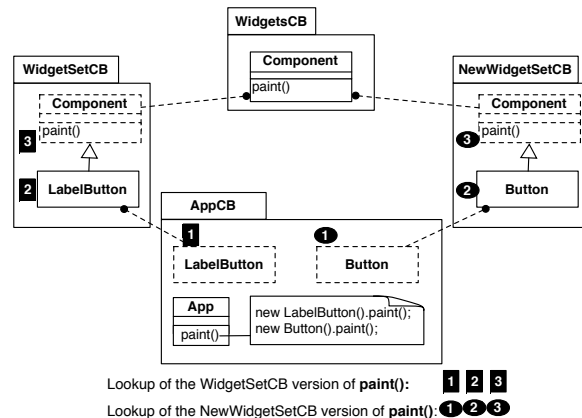 WidgetsCB
Component
paint()
WidgetSetCB
Component
paint()
3
2
LabelButton
NewWidgetSetCB
Component
paint()
3
2
Button
AppCB
1
1
LabelButton
Button
App
paint()
new LabelButton().paint();
new Button().paint();
Lookup of the WidgetSetCB version of paint): 1 2 3
Lookup of the NewWidgetSetCB version of paint(): 1 2 3